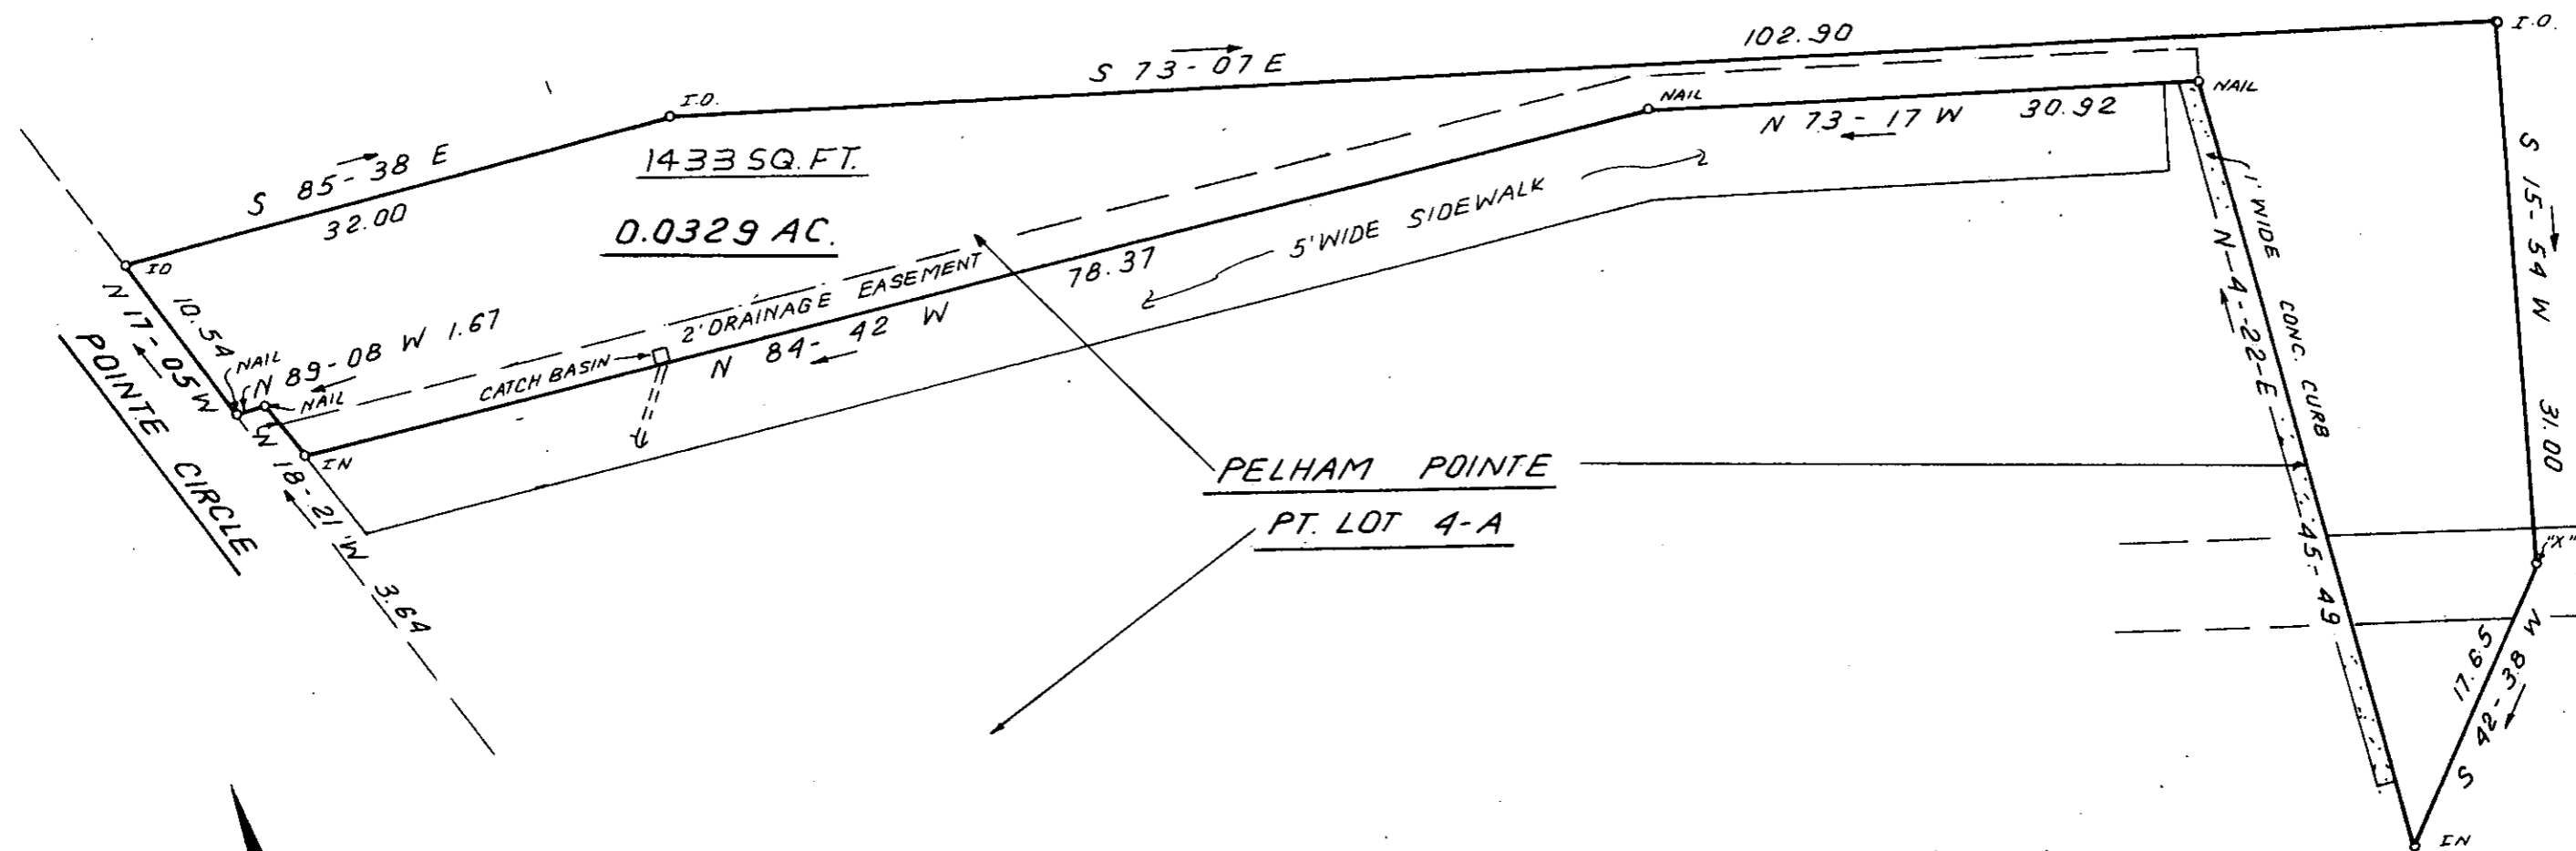 I.O.
102.90
S 73-07 E
I.O.
NAIL
NAIL
N 73-17 W 30.92
S 85-38 E
32.00
1433 SQ. FT.
0.0329 AC.
S 15-54 W 31.00
1' WIDE CONC. CURB
N-4-22-E 45-49
5' WIDE SIDEWALK
78.37
IO
2' DRAINAGE EASEMENT
N 84-42 W
10.54
N 17-05 W
NAIL
N 89-08 W 1.67
NAIL
CATCH BASIN
IN
N 18-21 W 3.64
POINTE CIRCLE
PELHAM POINTE
PT. LOT 4-A
"X"
17.65
S 42-38 W
IN